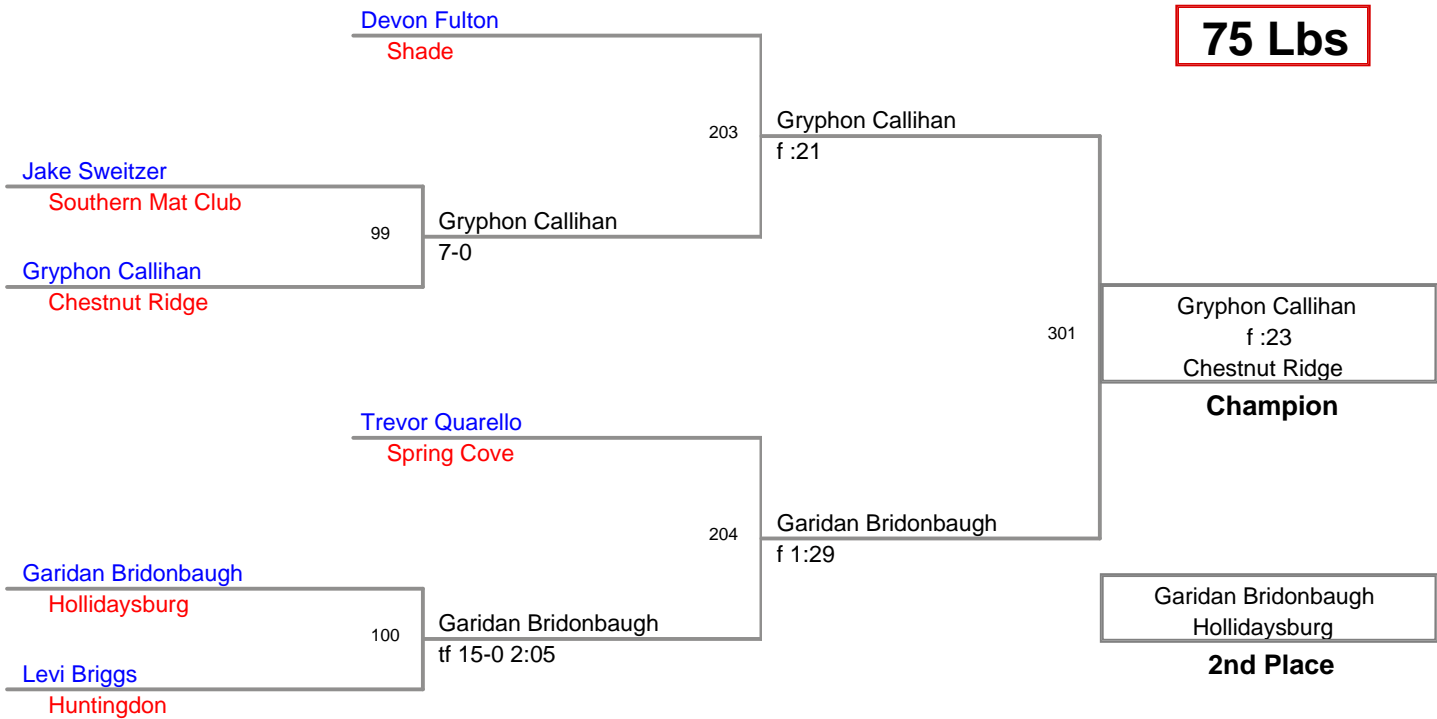 Devon Fulton
Shade
75 Lbs
203
Gryphon Callihan
f :21
Jake Sweitzer
Southern Mat Club
99
Gryphon Callihan
7-0
Gryphon Callihan
Chestnut Ridge
301
Gryphon Callihan
f :23
Chestnut Ridge
Champion
Trevor Quarello
Spring Cove
204
Garidan Bridonbaugh
f 1:29
Garidan Bridonbaugh
Hollidaysburg
100
Garidan Bridonbaugh
tf 15-0 2:05
Levi Briggs
Huntingdon
Garidan Bridonbaugh
Hollidaysburg
2nd Place